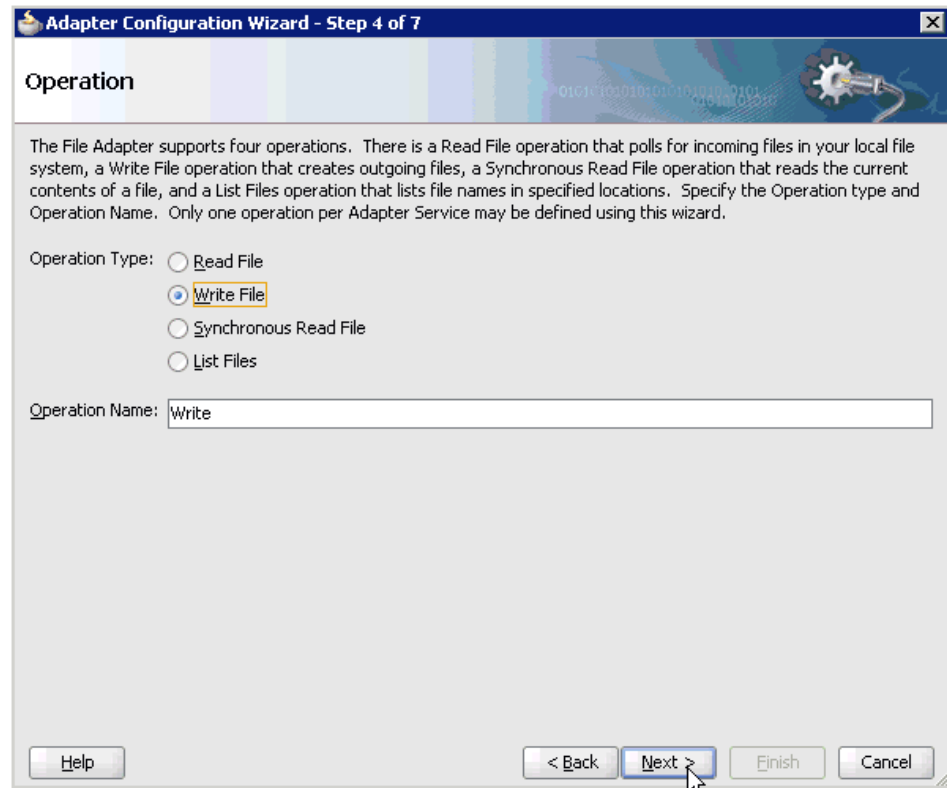 Adapter Configuration Wizard - Step 4 of 7
Operation
The File Adapter supports four operations. There is a Read File operation that polls for incoming files in your local file
system, a Write File operation that creates outgoing files, a Synchronous Read File operation that reads the current
contents of a file, and a List Files operation that lists file names in specified locations. Specify the Operation type and
Operation Name. Only one operation per Adapter Service may be defined using this wizard.
Operation Type: Read File
Write File
Synchronous Read File
List Files
Operation Name: Write
Help < Back Next > Finish Cancel